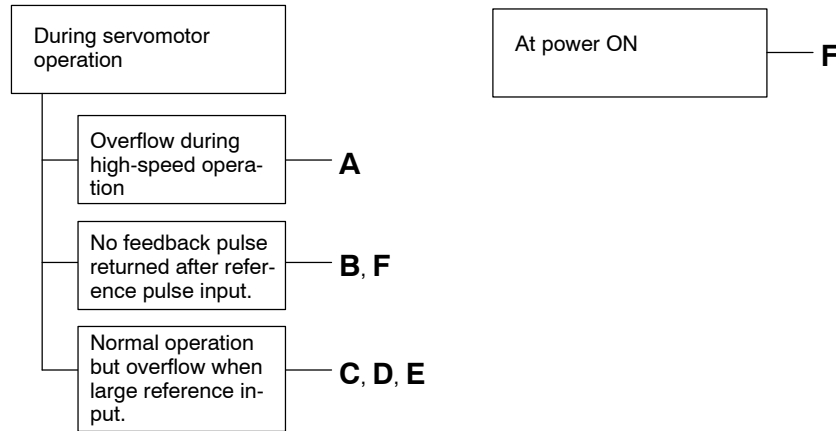 During servomotor
operation
At power ON
F
Overflow during
high-speed opera-
tion
A
No feedback pulse
returned after refer-
ence pulse input.
B, F
Normal operation
but overflow when
large reference in-
put.
C, D, E